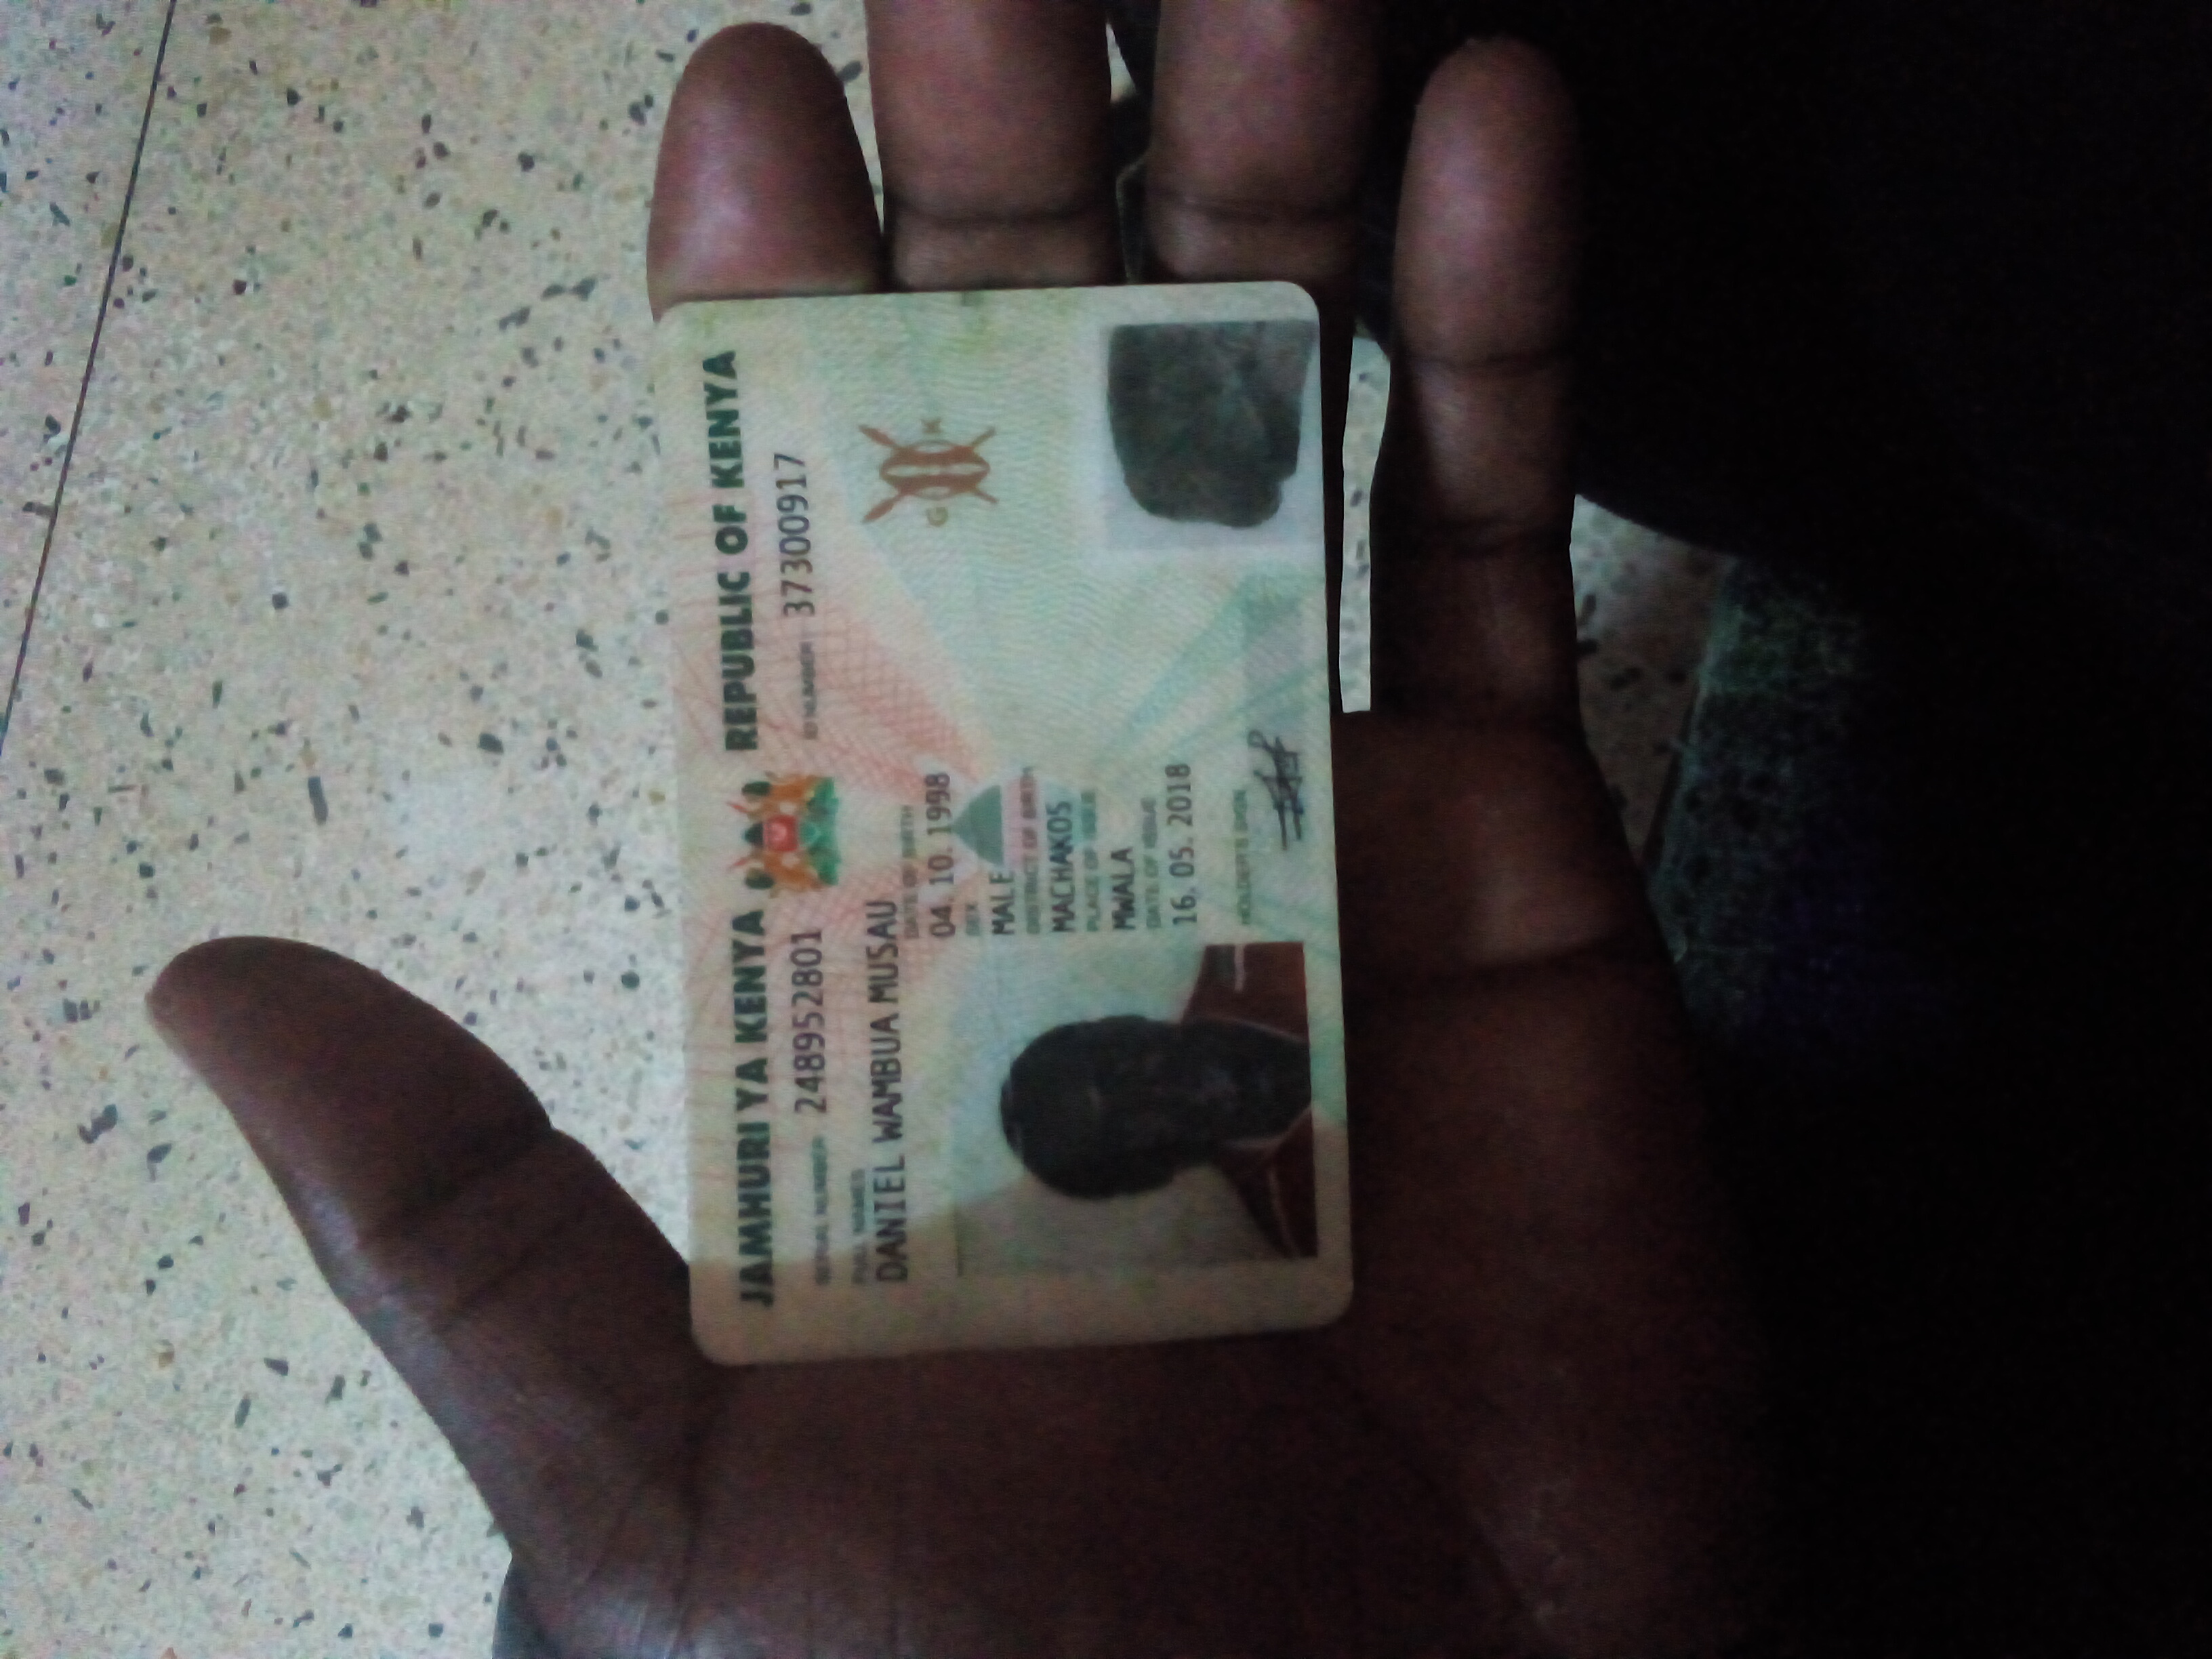 JAMHURI YA KENYA REPUBLIC OF KENYA
SERIAL NUMBER: 248952801 ID NUMBER: 373000917
FULL NAMES
DANIEL WAMBUA MUSAU
DATE OF BIRTH
04. 10. 1998
SEX
MALE
DISTRICT OF BIRTH
MACHAKOS
PLACE OF ISSUE
MWALA
DATE OF ISSUE
16. 05. 2018
HOLDER'S SIGN.
G K